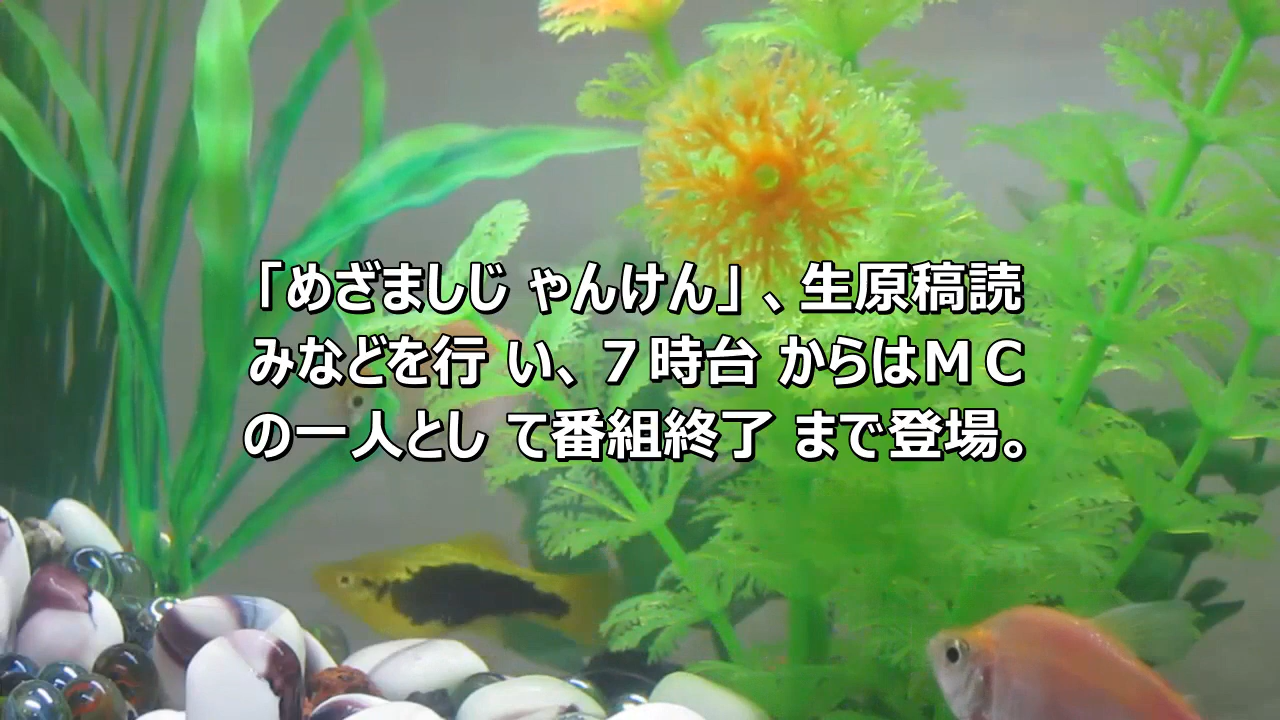 「めざましじ ゃんけん」、生原稿読
みなどを行 い、７時台 からはＭＣ
の一人とし て番組終了 まで登場。